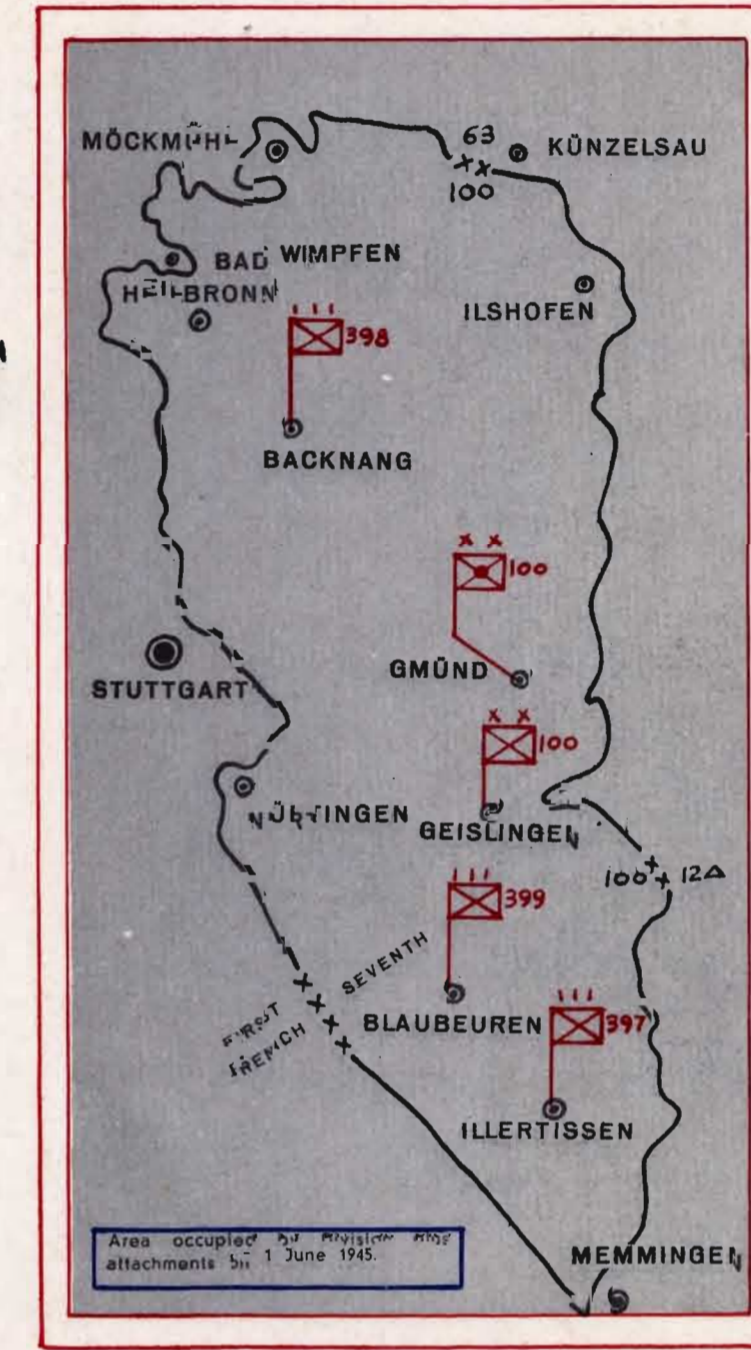 MÖCKMÜHL
63
KÜNZELSAU
100
BAD WIMPFEN
HEILBRONN
ILSHOFEN
398
BACKNANG
100
GMÜND
STUTTGART
100
NÜRTINGEN
GEISLINGEN
100 12A
399
SEVENTH
FIRST
FRENCH
BLAUBEUREN
397
ILLERTISSEN
Area occupied by Division and
attachments 1 June 1945.
MEMMINGEN